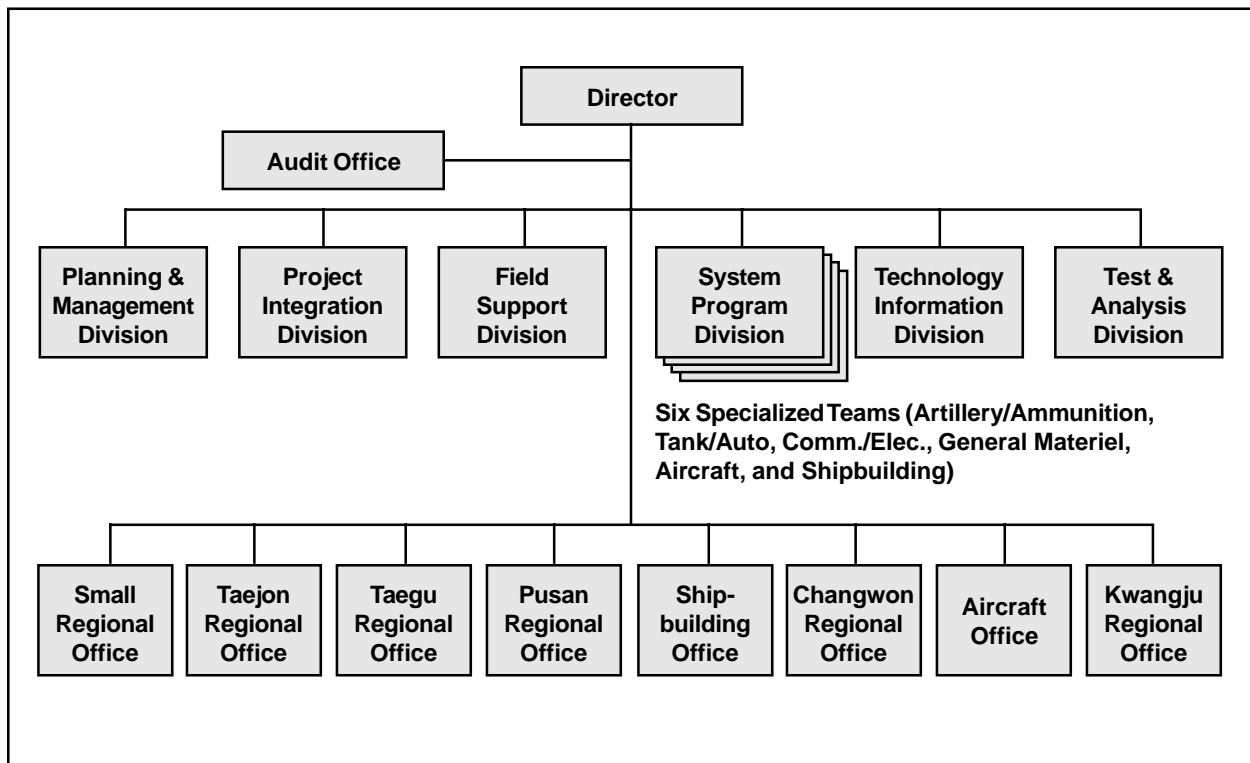 Director
Audit Office
Planning &
Management
Division
Project
Integration
Division
Field
Support
Division
System
Program
Division
Technology
Information
Division
Test &
Analysis
Division
Six Specialized Teams (Artillery/Ammunition,
Tank/Auto, Comm./Elec., General Materiel,
Aircraft, and Shipbuilding)
Small
Regional
Office
Taejon
Regional
Office
Taegu
Regional
Office
Pusan
Regional
Office
Ship-
building
Office
Changwon
Regional
Office
Aircraft
Office
Kwangju
Regional
Office